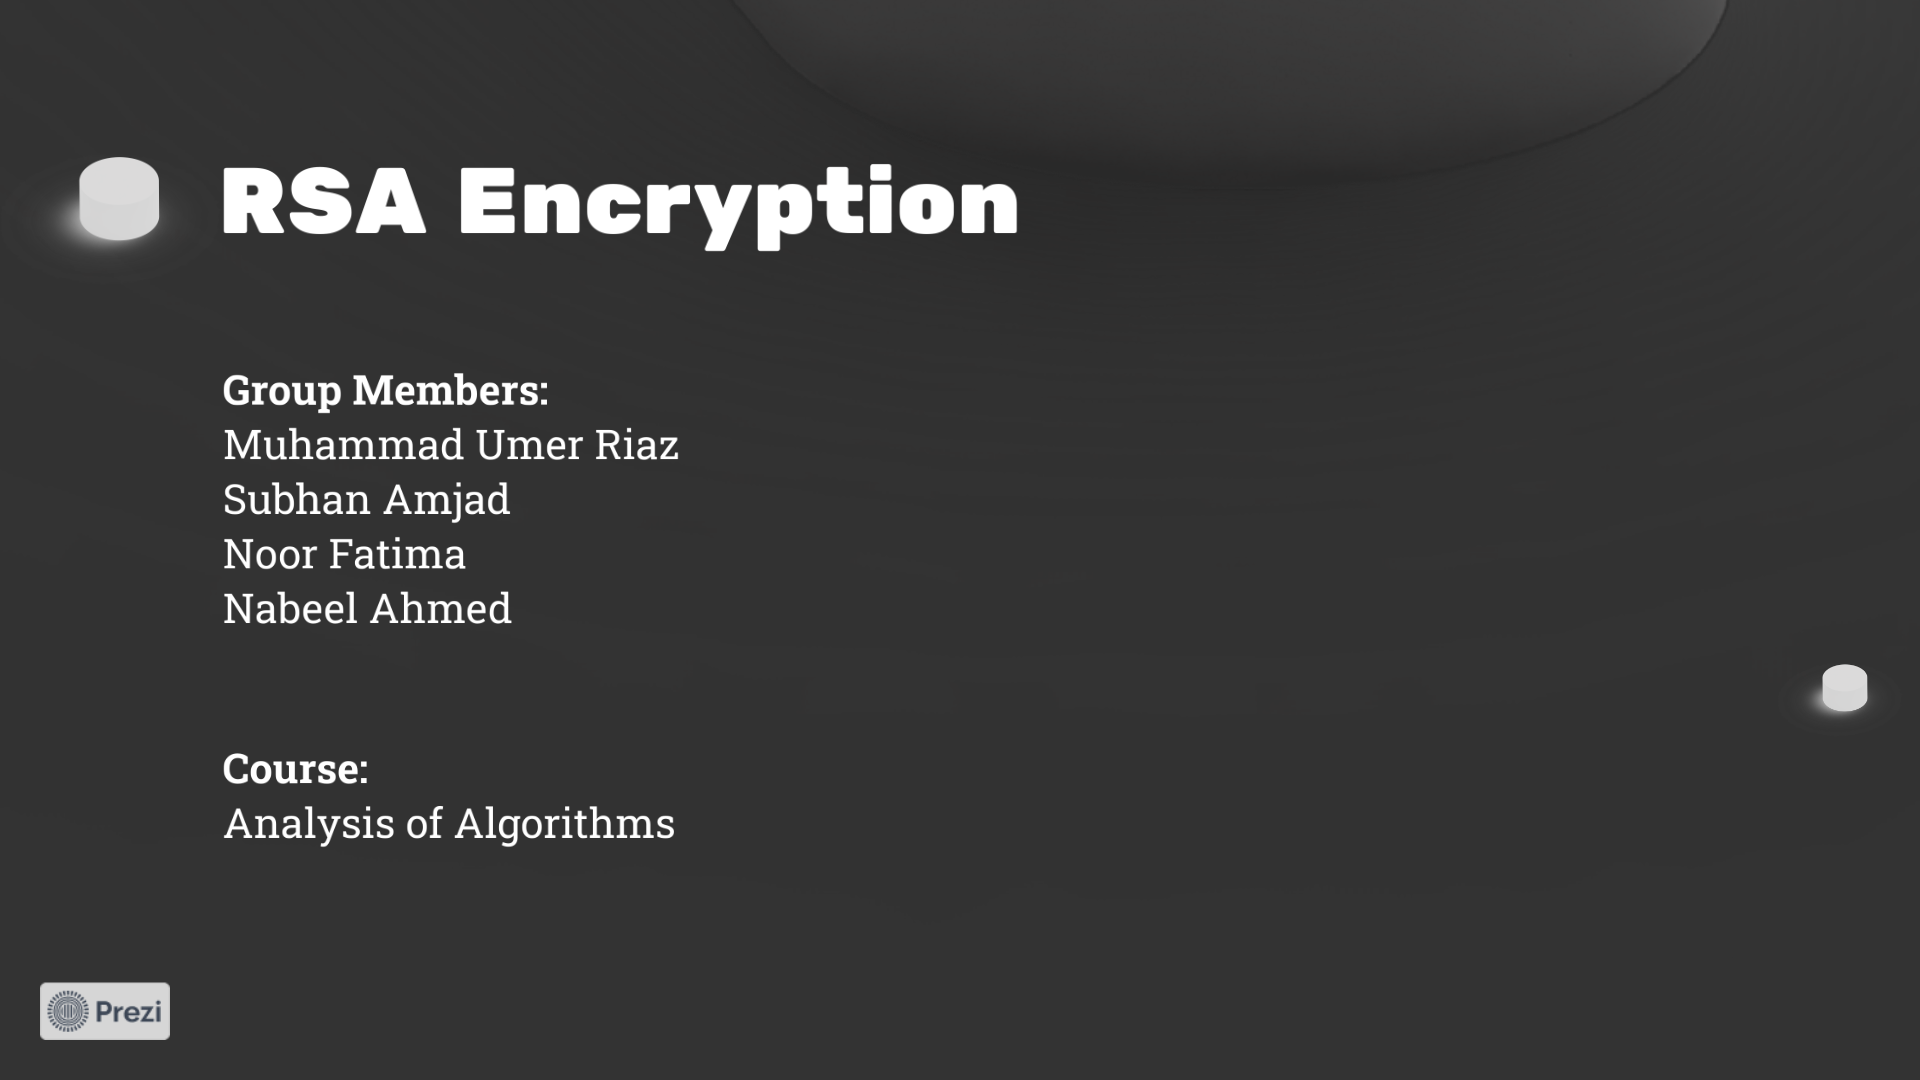 RSA Encryption
Group Members:
Muhammad Umer Riaz
Subhan Amjad
Noor Fatima
Nabeel Ahmed
Course:
Analysis of Algorithms
Prezi